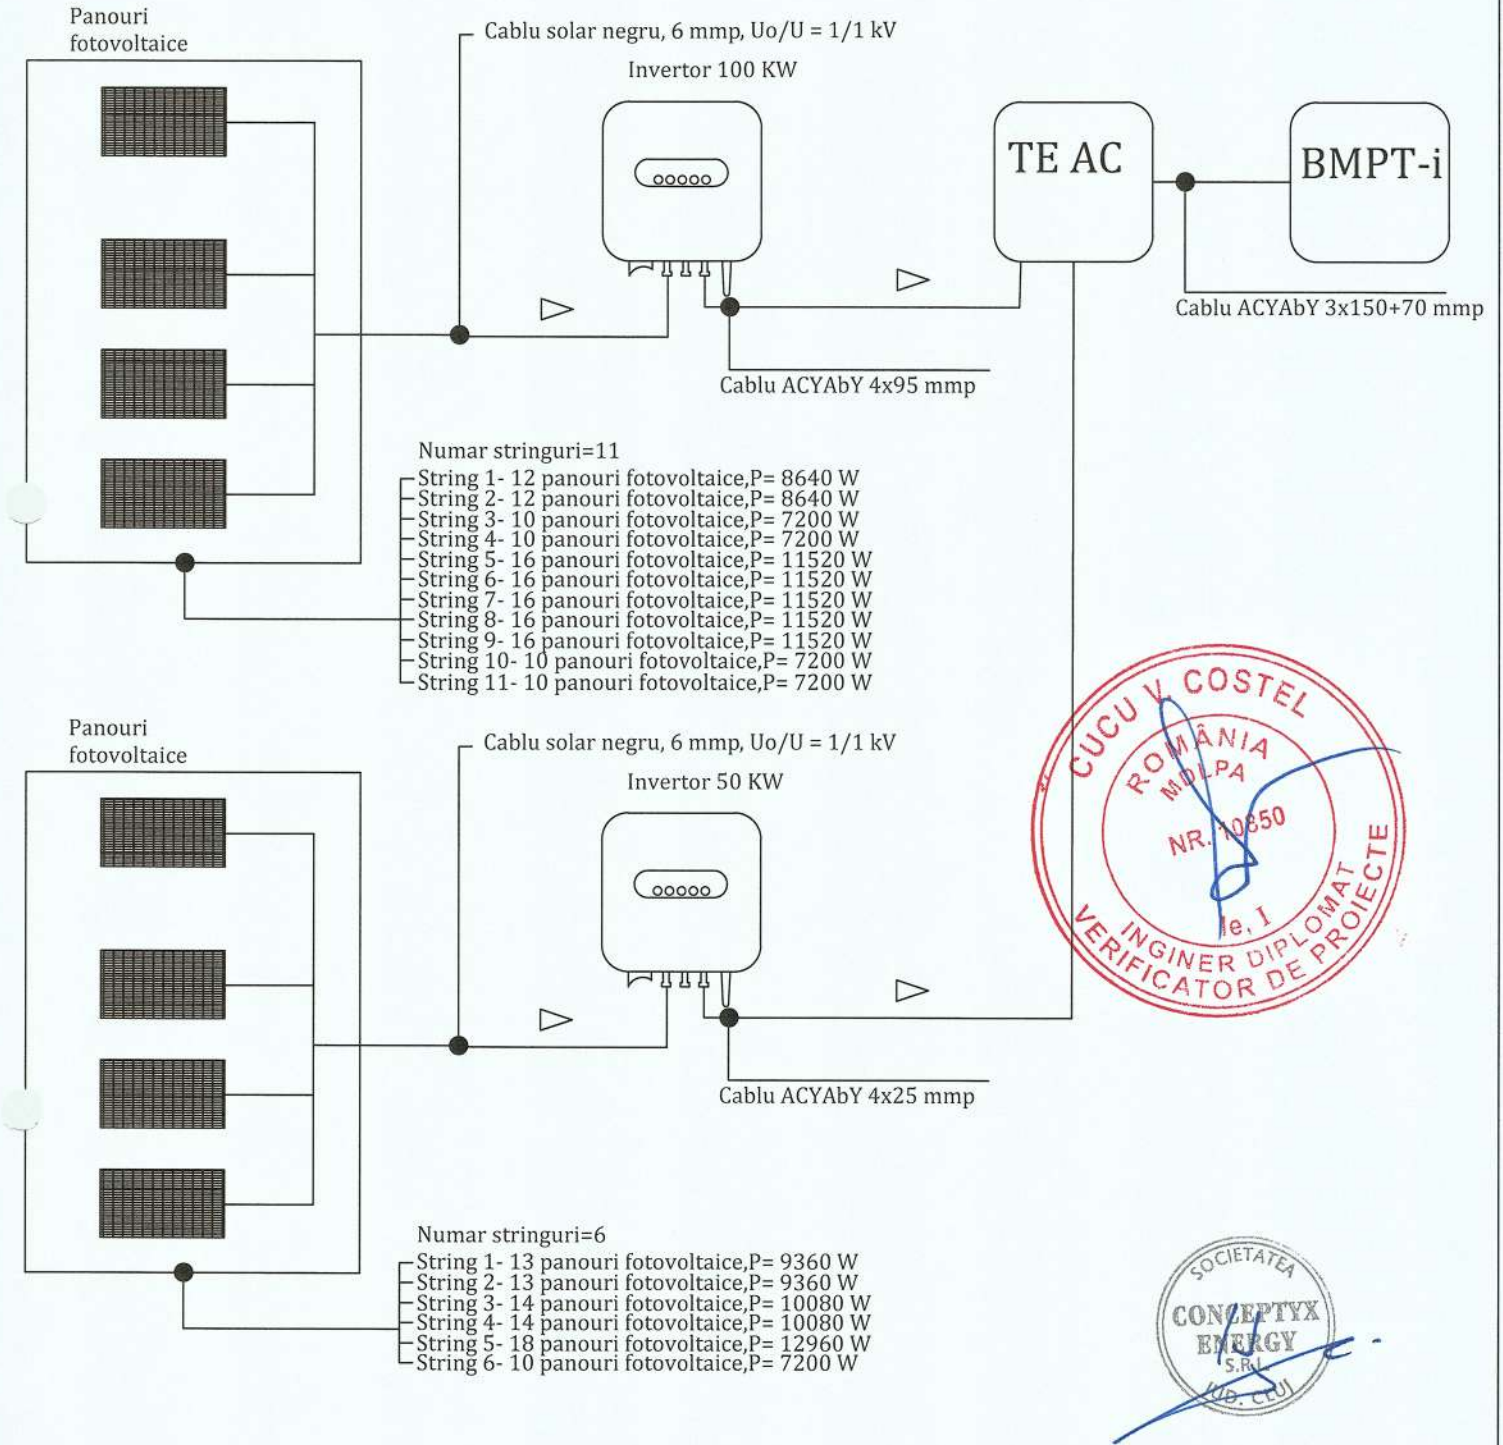 Panouri
fotovoltaice
Cablu solar negru, 6 mmp, Uo/U = 1/1 kV
Invertor 100 KW
TE AC
BMPT-i
Cablu ACYAbY 3x150+70 mmp
Cablu ACYAbY 4x95 mmp
Numar stringuri=11
String 1- 12 panouri fotovoltaice,P= 8640 W
String 2- 12 panouri fotovoltaice,P= 8640 W
String 3- 10 panouri fotovoltaice,P= 7200 W
String 4- 10 panouri fotovoltaice,P= 7200 W
String 5- 16 panouri fotovoltaice,P= 11520 W
String 6- 16 panouri fotovoltaice,P= 11520 W
String 7- 16 panouri fotovoltaice,P= 11520 W
String 8- 16 panouri fotovoltaice,P= 11520 W
String 9- 16 panouri fotovoltaice,P= 11520 W
String 10- 10 panouri fotovoltaice,P= 7200 W
String 11- 10 panouri fotovoltaice,P= 7200 W
Panouri
fotovoltaice
Cablu solar negru, 6 mmp, Uo/U = 1/1 kV
Invertor 50 KW
Cablu ACYAbY 4x25 mmp
Numar stringuri=6
String 1- 13 panouri fotovoltaice,P= 9360 W
String 2- 13 panouri fotovoltaice,P= 9360 W
String 3- 14 panouri fotovoltaice,P= 10080 W
String 4- 14 panouri fotovoltaice,P= 10080 W
String 5- 18 panouri fotovoltaice,P= 12960 W
String 6- 10 panouri fotovoltaice,P= 7200 W
CUCU V. COSTEL
ROMÂNIA
MDLPA
NR. 10850
Ie, I
INGINER DIPLOMAT
VERIFICATOR DE PROIECTE
SOCIETATEA
CONCEPTYX
ENERGY
S.R.L.
JUD. CLUJ